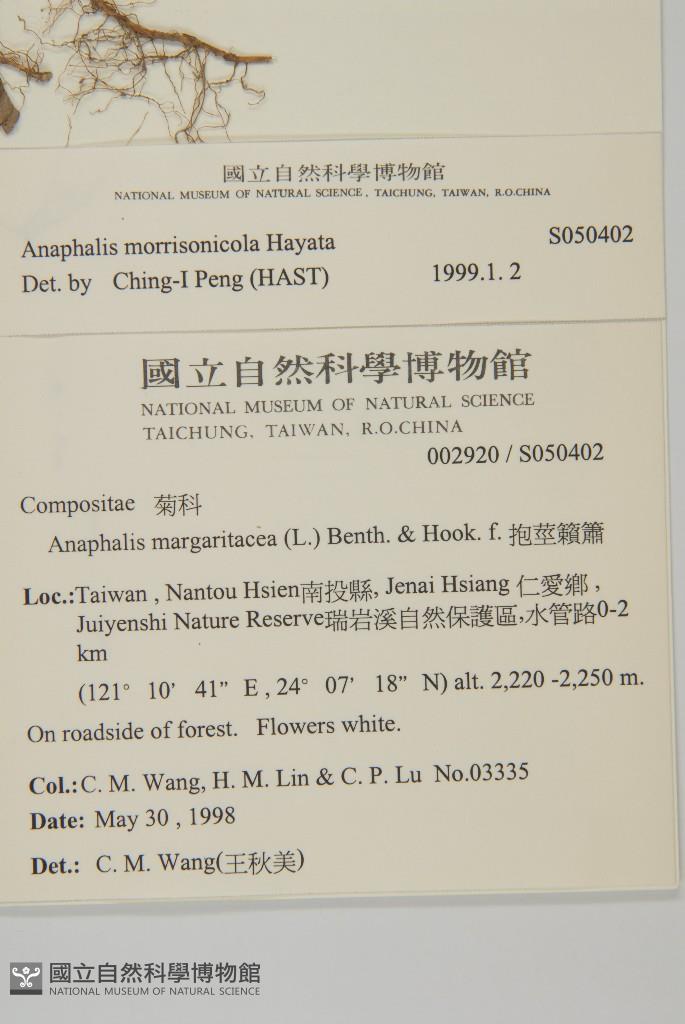 國立自然科學博物館
NATIONAL MUSEUM OF NATURAL SCIENCE, TAICHUNG, TAIWAN, R.O.CHINA
Anaphalis morrisonicola Hayata S050402
Det. by Ching-I Peng (HAST) 1999.1. 2
國立自然科學博物館
NATIONAL MUSEUM OF NATURAL SCIENCE
TAICHUNG, TAIWAN, R.O.CHINA
002920 / S050402
Compositae 菊科
Anaphalis margaritacea (L.) Benth. & Hook. f. 抱莖籟簫
Loc.:Taiwan , Nantou Hsien南投縣, Jenai Hsiang 仁愛鄉 ,
Juiyenshi Nature Reserve瑞岩溪自然保護區,水管路0-2
km
(121° 10’ 41” E , 24° 07’ 18” N) alt. 2,220 -2,250 m.
On roadside of forest. Flowers white.
Col.:C. M. Wang, H. M. Lin & C. P. Lu No.03335
Date: May 30 , 1998
Det.: C. M. Wang(王秋美)
國立自然科學博物館
NATIONAL MUSEUM OF NATURAL SCIENCE